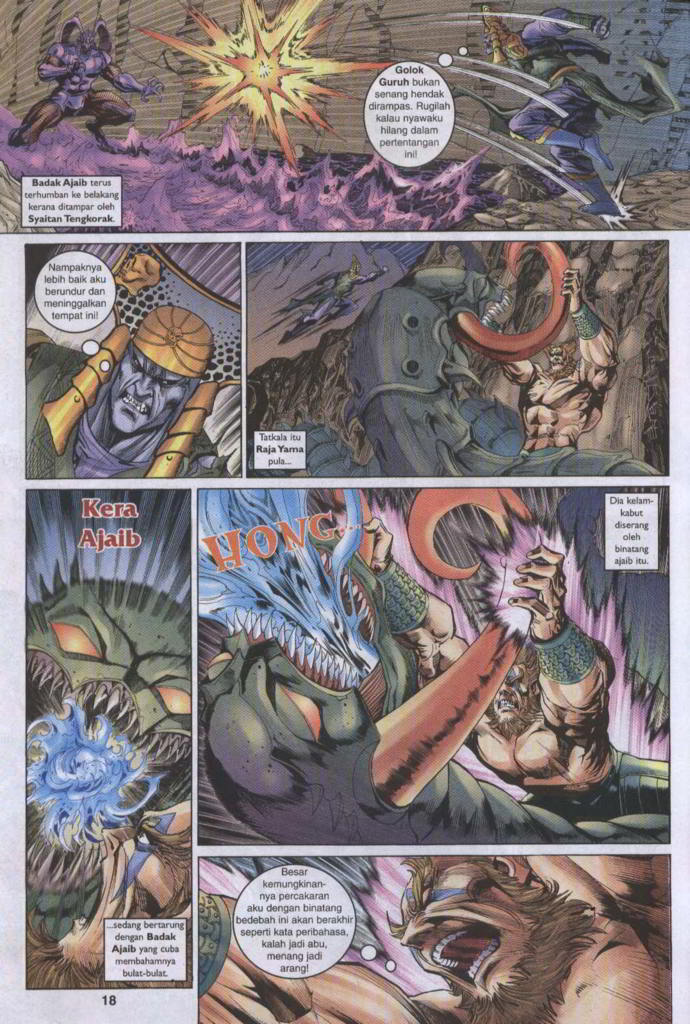 Golok
Guruh bukan
senang hendak
dirampas. Rugilah
kalau nyawaku
hilang dalam
pertentangan
ini!
Badak Ajaib terus
terhumban ke belakang
kerana ditampar oleh
Syaitan Tengkorak.
Nampaknya
lebih baik aku
berundur dan
meninggalkan
tempat ini!
Tatkala itu
Raja Yama
pula...
Kera
Ajaib
...sedang bertarung
dengan Badak
Ajaib yang cuba
membahamnya
bulat-bulat.
HONG...
Dia kelam-
kabut
diserang
oleh
binatang
ajaib itu.
Besar
kemungkinan-
nya percakaran
aku dengan binatang
bedebah ini akan berakhir
seperti kata peribahasa,
kalah jadi abu,
menang jadi
arang!
18